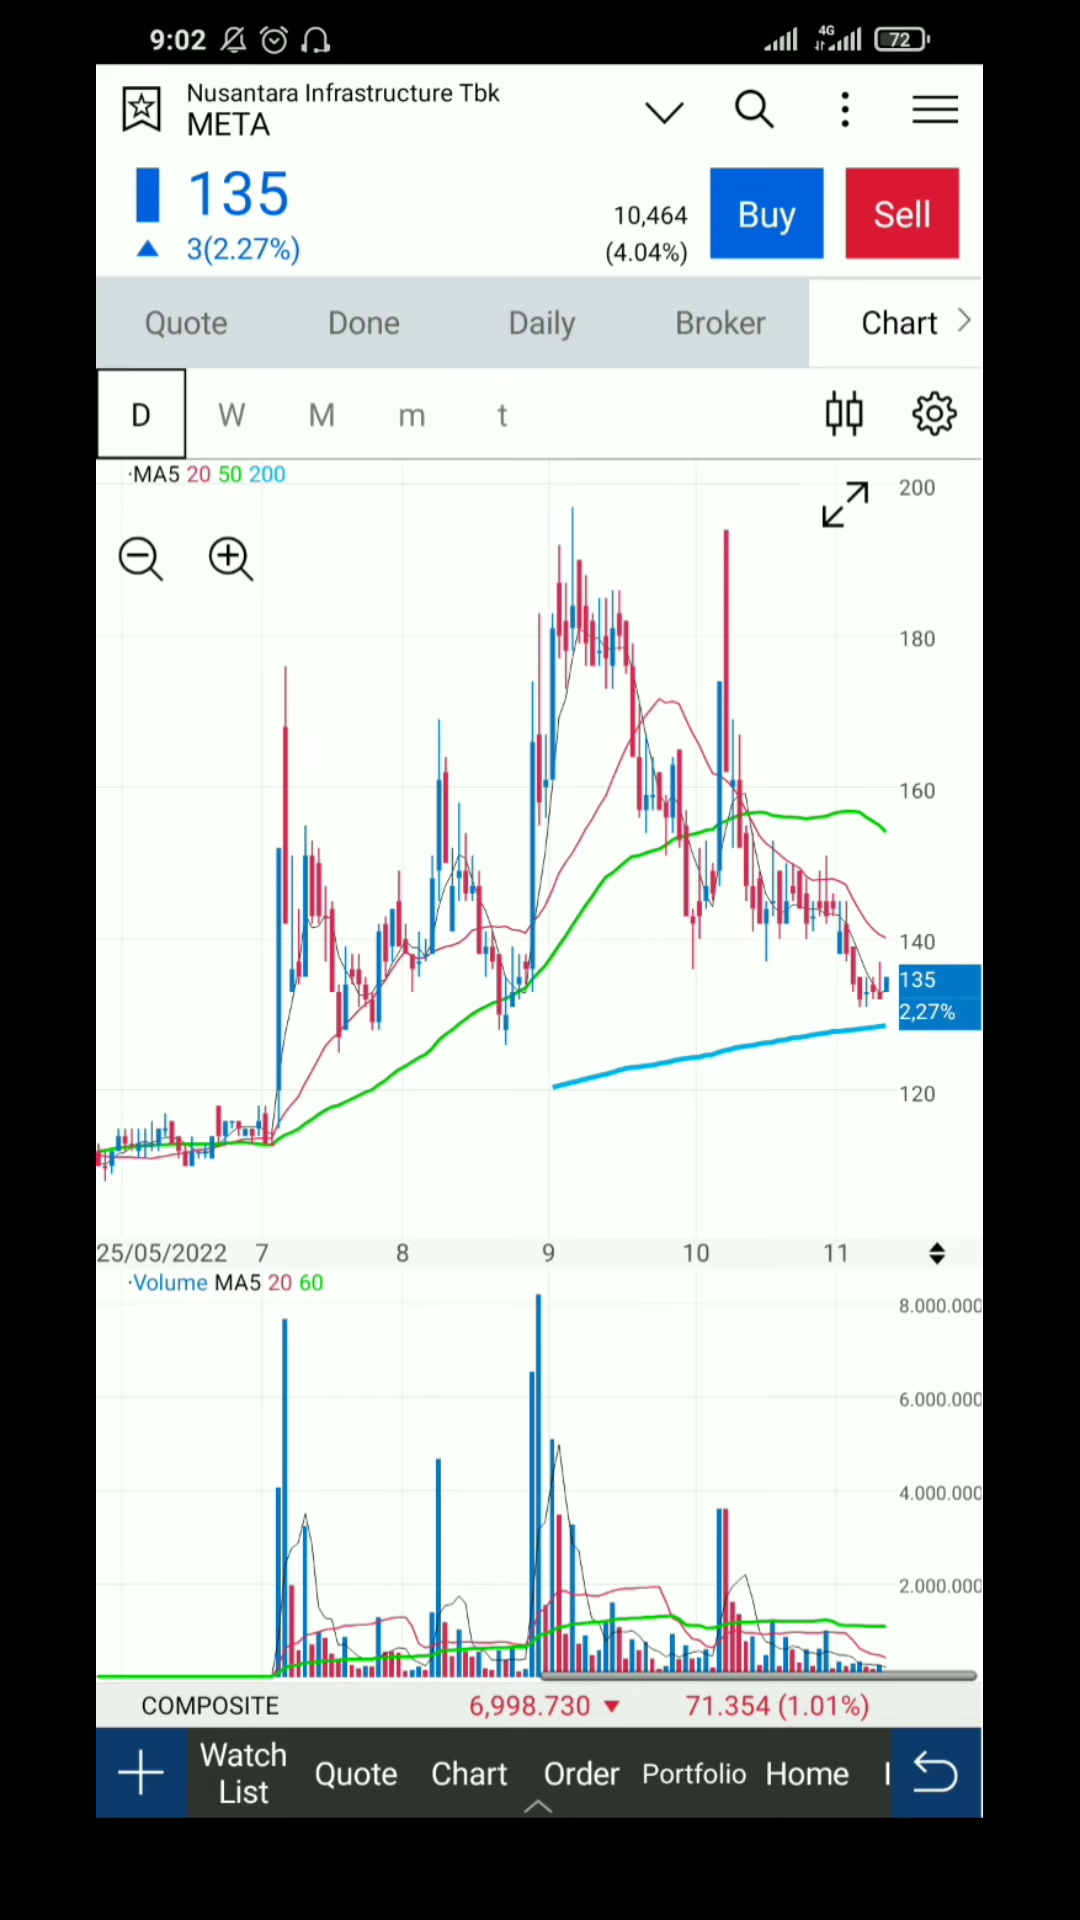 9:02 4G 72
Nusantara Infrastructure Tbk
META
135
3(2.27%)
10,464
(4.04%)
Buy
Sell
Quote Done Daily Broker Chart
D W M m t
·MA5 20 50 200
200
180
160
140
135
2,27%
120
25/05/2022 7 8 9 10 11
·Volume MA5 20 60
8.000.000
6.000.000
4.000.000
2.000.000
COMPOSITE 6,998.730 71.354 (1.01%)
Watch List Quote Chart Order Portfolio Home